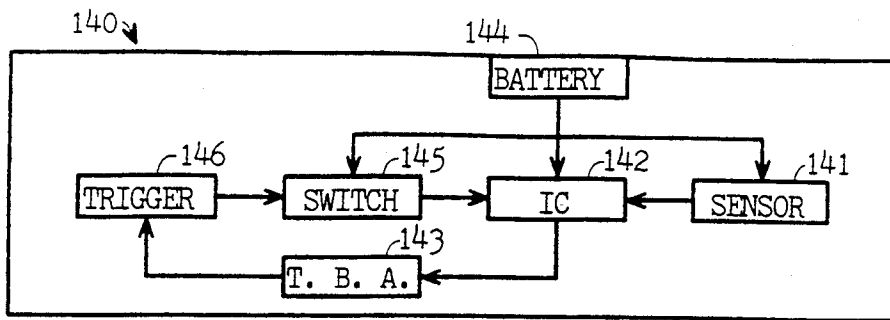 140
144
BATTERY
146
145
142
141
TRIGGER
SWITCH
IC
SENSOR
143
T. B. A.